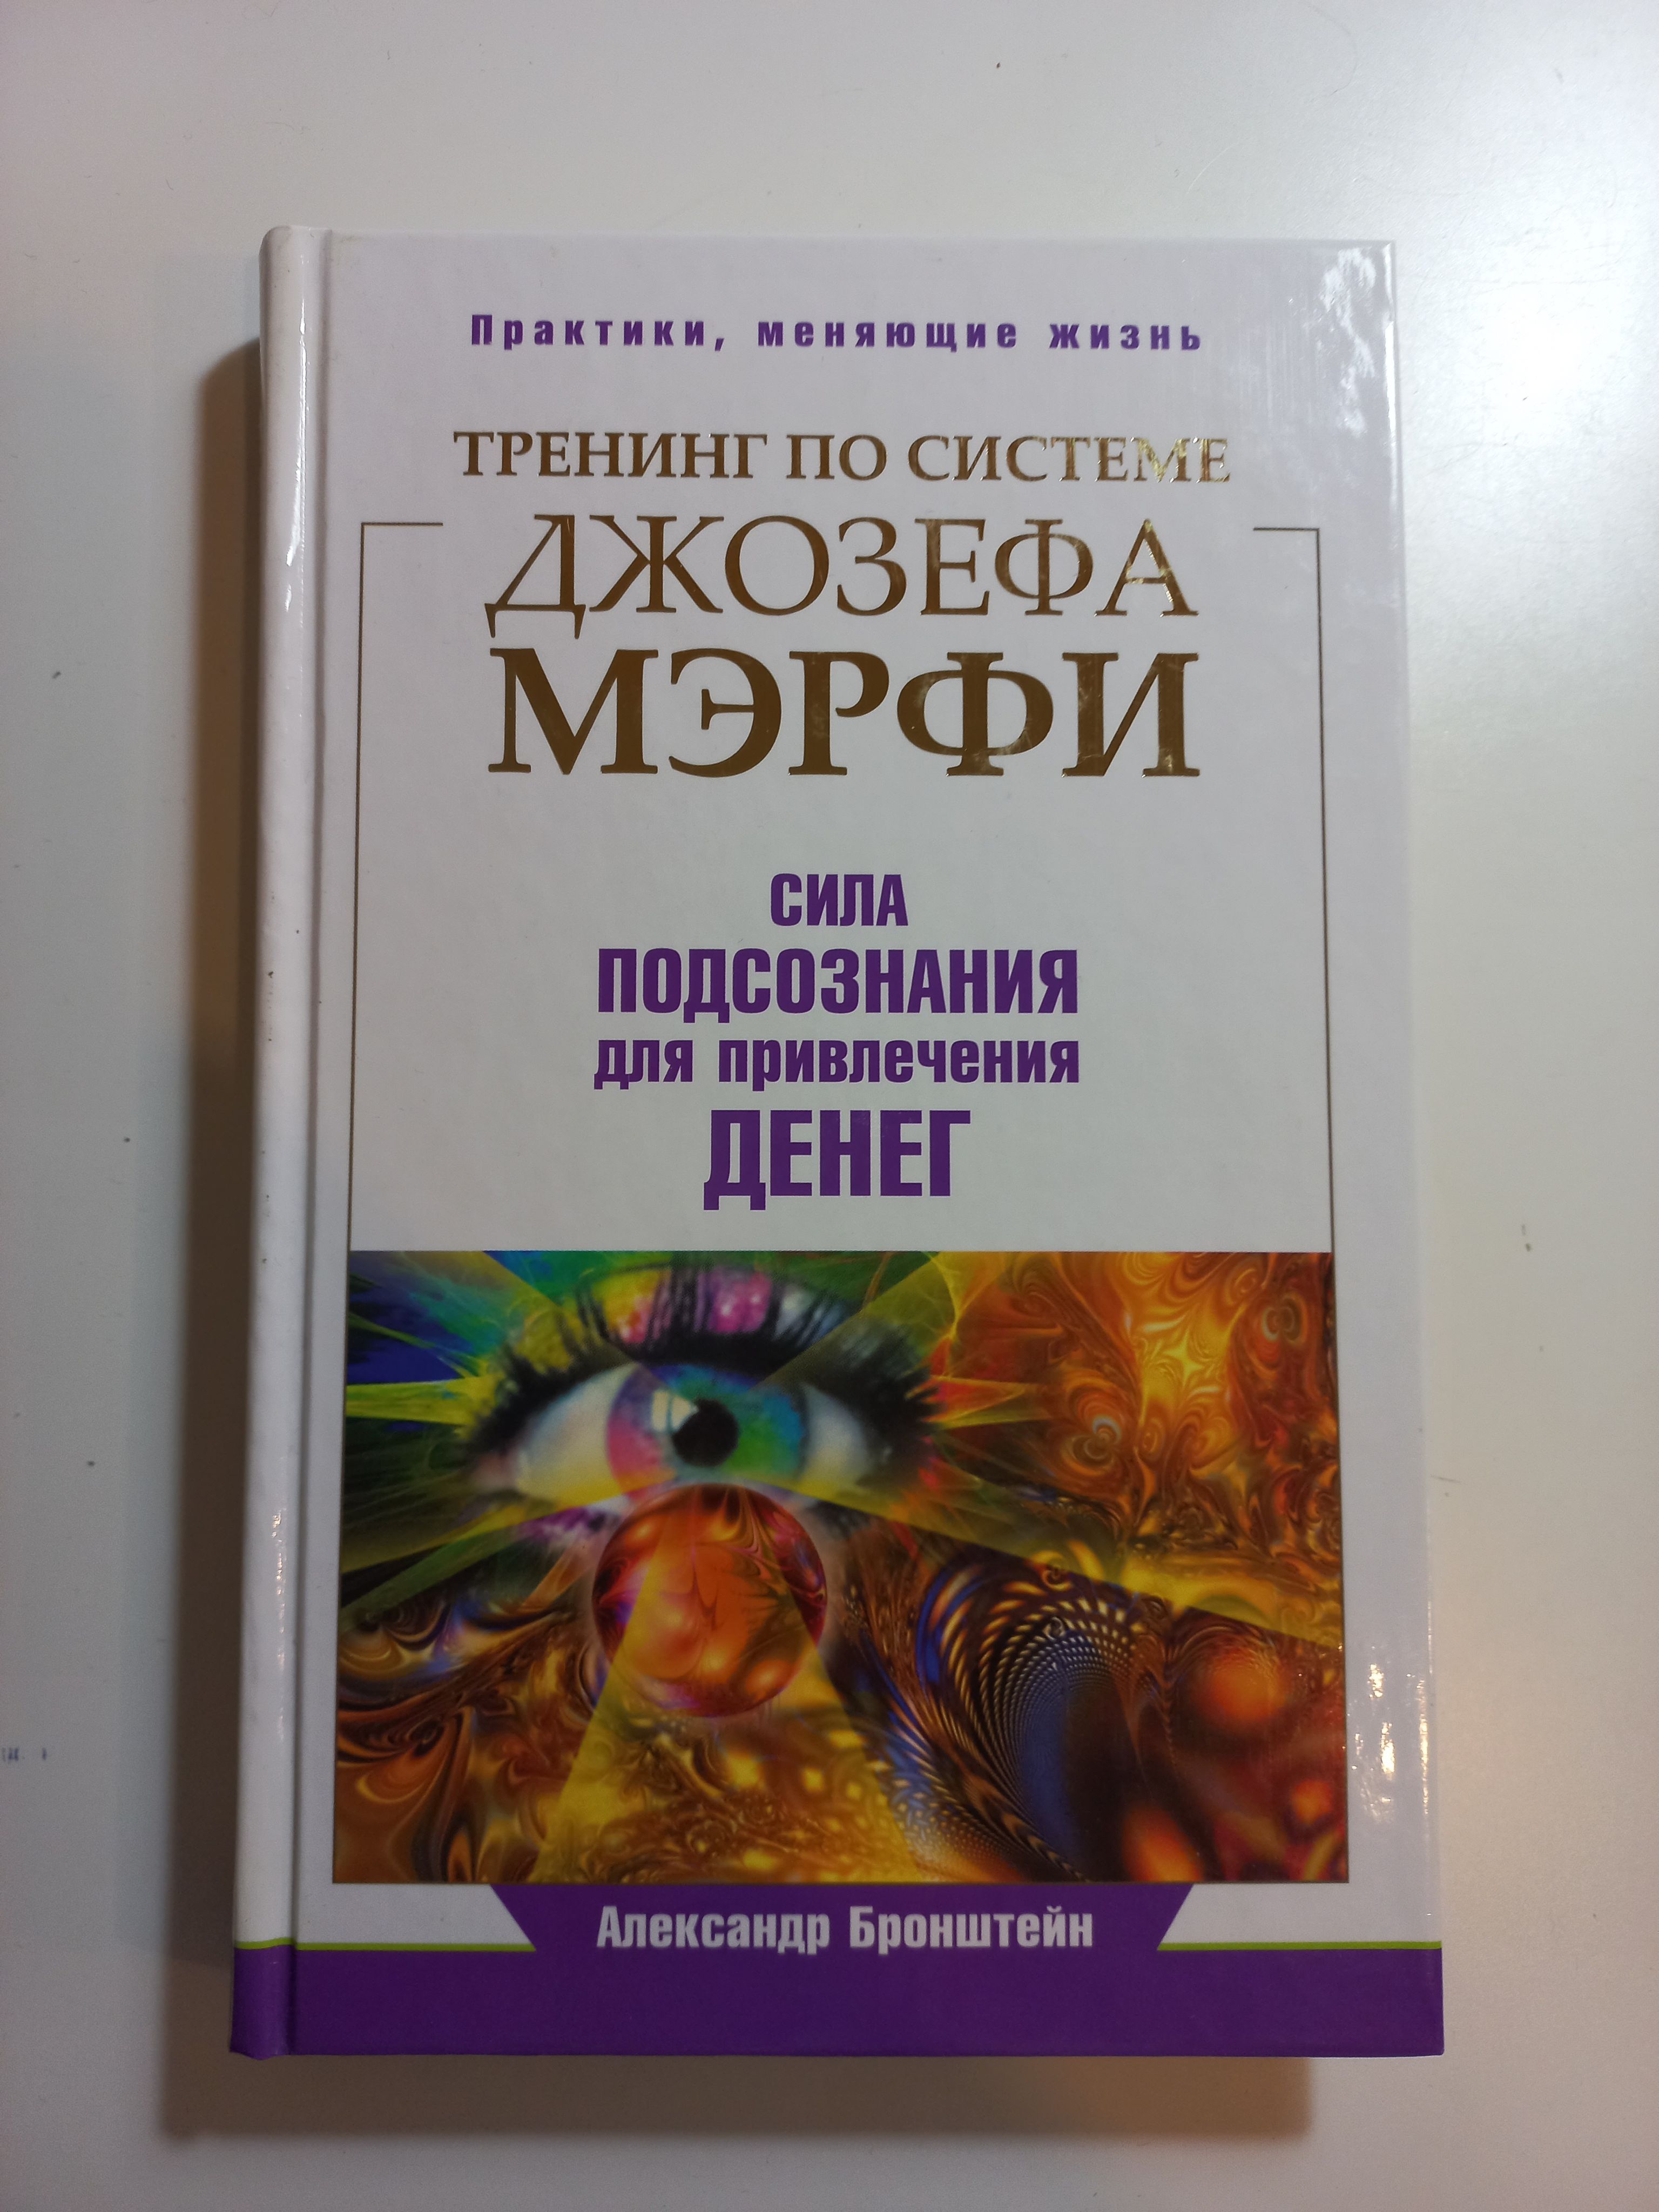 Практики, меняющие жизнь
ТРЕНИНГ ПО СИСТЕМЕ
ДЖОЗЕФА
МЭРФИ
СИЛА
ПОДСОЗНАНИЯ
для привлечения
ДЕНЕГ
Александр Бронштейн